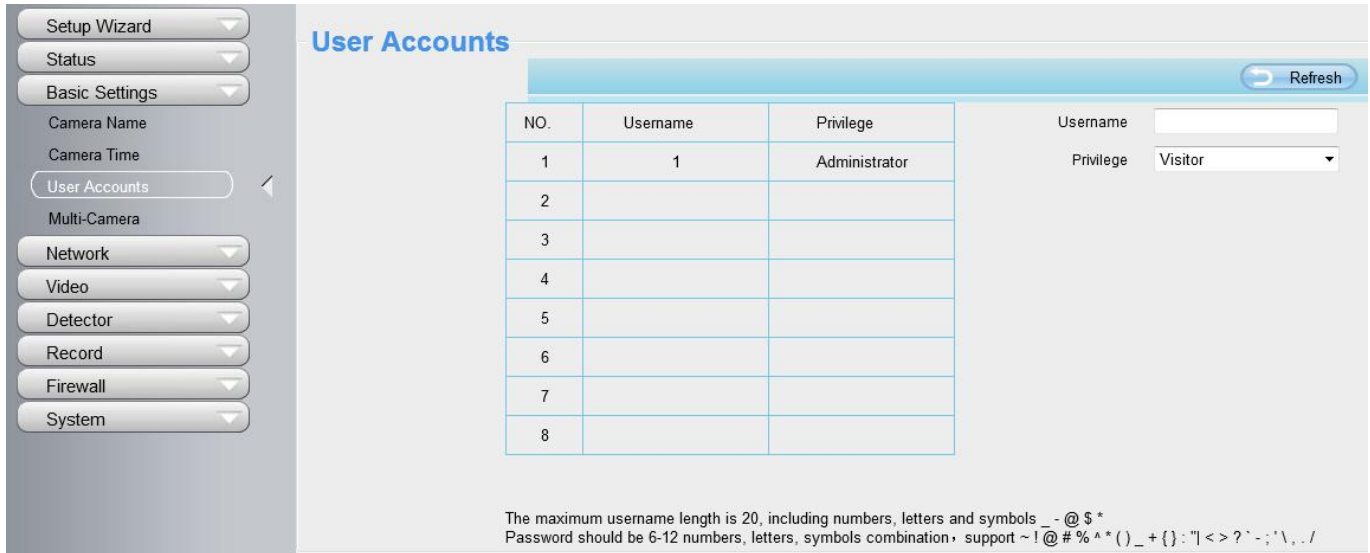 Setup Wizard
Status
Basic Settings
Camera Name
Camera Time
User Accounts
Multi-Camera
Network
Video
Detector
Record
Firewall
System
User Accounts
Refresh
NO. Username Privilege
1 1 Administrator
2
3
4
5
6
7
8
Username
Privilege Visitor
The maximum username length is 20, including numbers, letters and symbols _ - @ $ *
Password should be 6-12 numbers, letters, symbols combination，support ~ ! @ # % ^ * ( ) _ + { } : "| < > ? ` - ; ' \ , . /